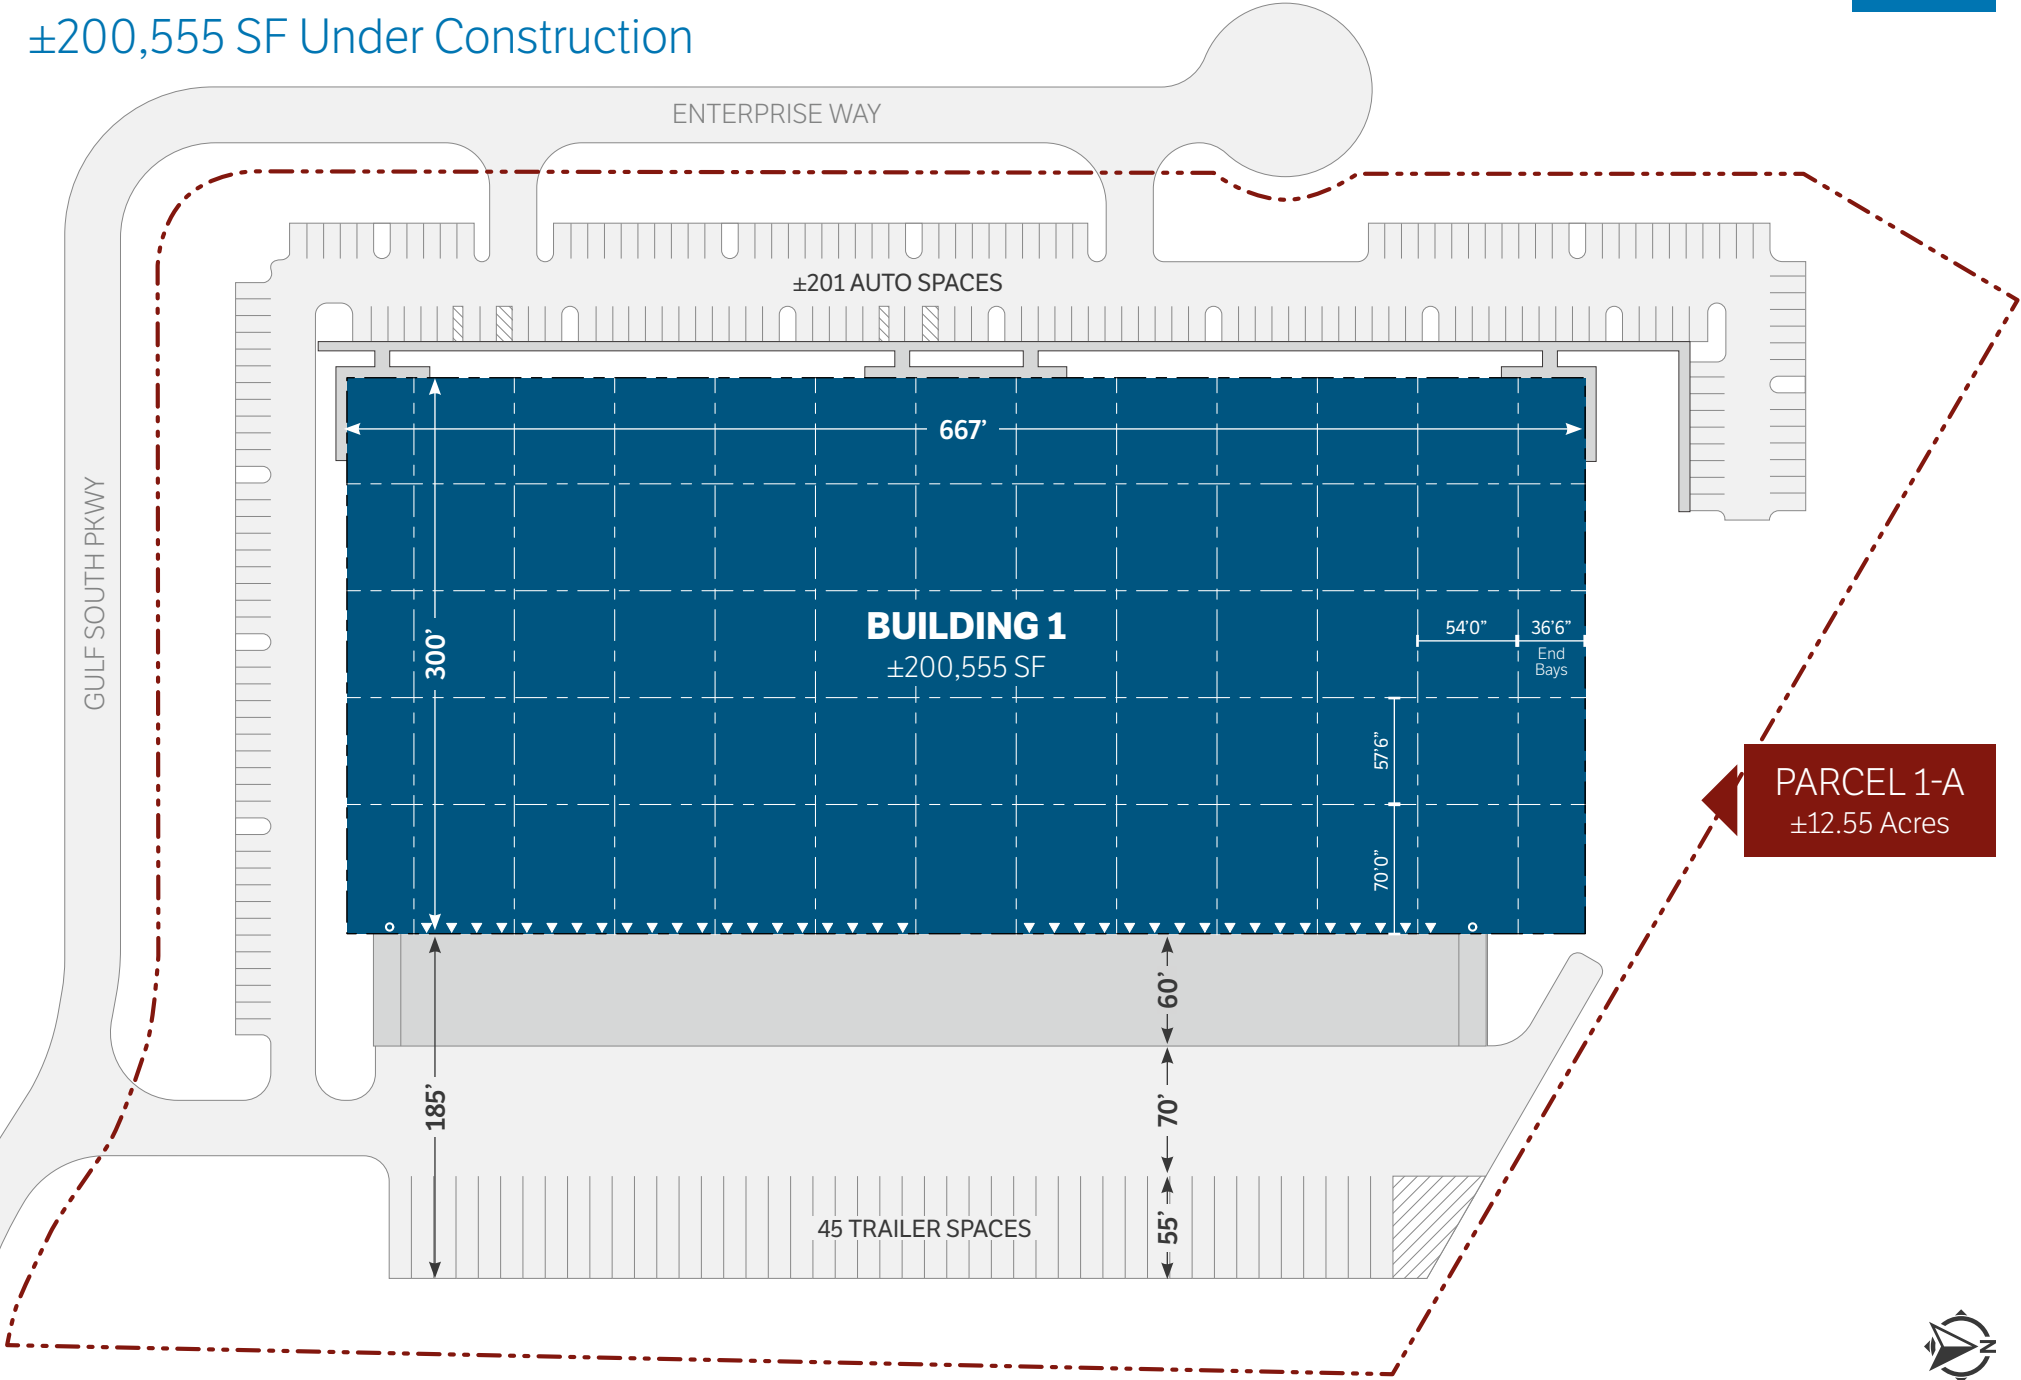 ±200,555 SF Under Construction
ENTERPRISE WAY
±201 AUTO SPACES
667’
GULF SOUTH PKWY
300’
BUILDING 1
±200,555 SF
54’0”
36’6”
End
Bays
57’6”
70’0”
PARCEL 1-A
±12.55 Acres
60’
185’
70’
45 TRAILER SPACES
55’
N